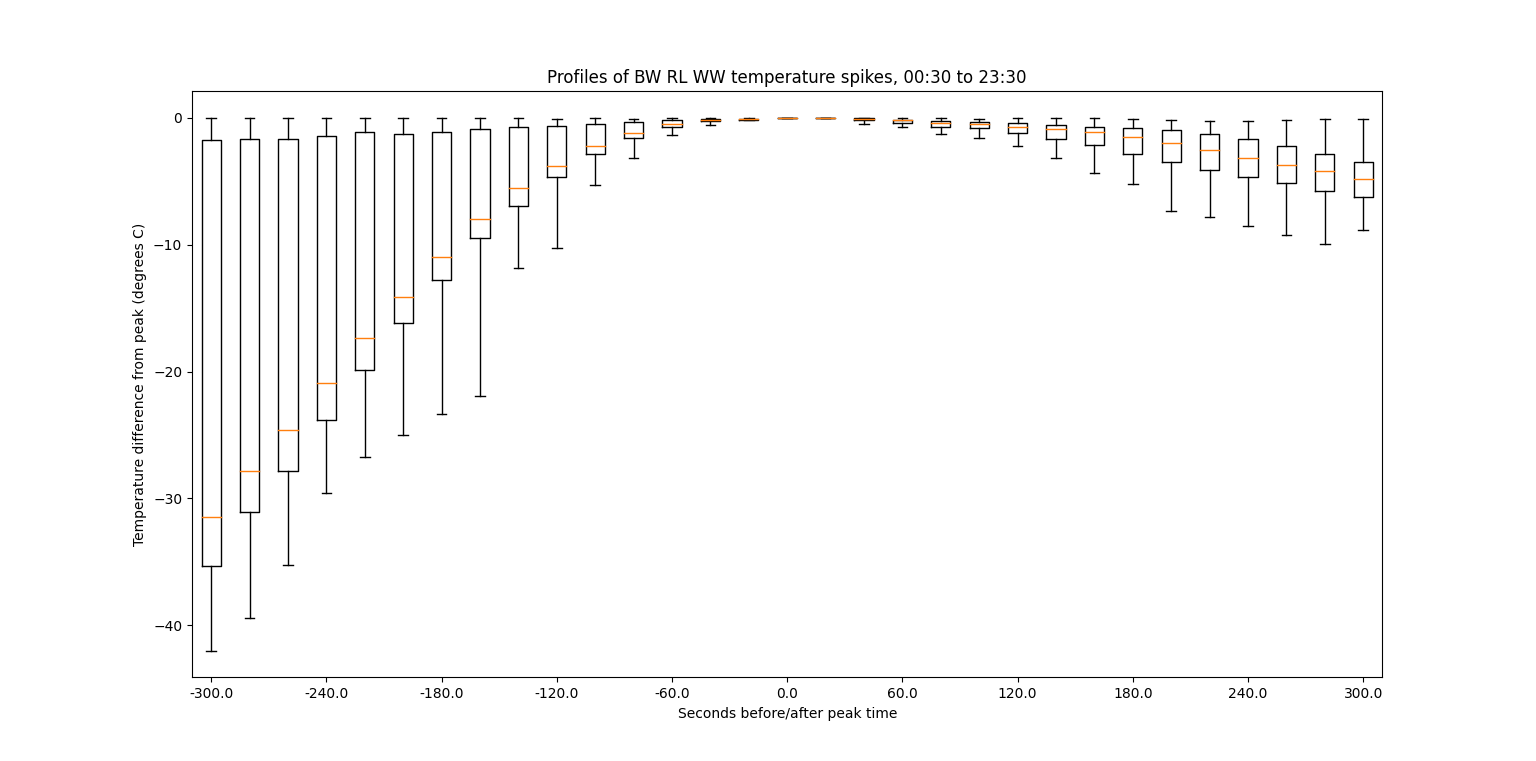 Profiles of BW RL WW temperature spikes, 00:30 to 23:30
Temperature difference from peak (degrees C)
0
−10
−20
−30
−40
-300.0 -240.0 -180.0 -120.0 -60.0 0.0 60.0 120.0 180.0 240.0 300.0
Seconds before/after peak time